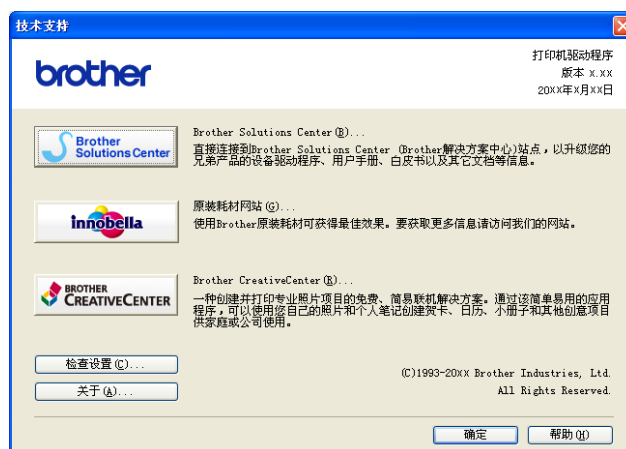 技术支持
brother
打印机驱动程序
版本 x.xx
20XX年X月XX日
Brother
Solutions Center
Brother Solutions Center (B)...
直接连接到Brother Solutions Center (Brother解决方案中心)站点，以升级您的
兄弟产品的设备驱动程序、用户手册、白皮书以及其它文档等信息。
innobella
原装耗材网站(G)...
使用Brother原装耗材可获得最佳效果。要获取更多信息请访问我们的网站。
BROTHER
CREATIVECENTER
Brother CreativeCenter(R)...
一种创建并打印专业照片项目的免费、简易联机解决方案。通过该简单易用的应用
程序，可以使用您自己的照片和个人笔记创建贺卡、日历、小册子和其他创意项目
供家庭或公司使用。
检查设置(C)...
关于(A)...
(C)1993-20XX Brother Industries, Ltd.
All Rights Reserved.
确定
帮助(H)